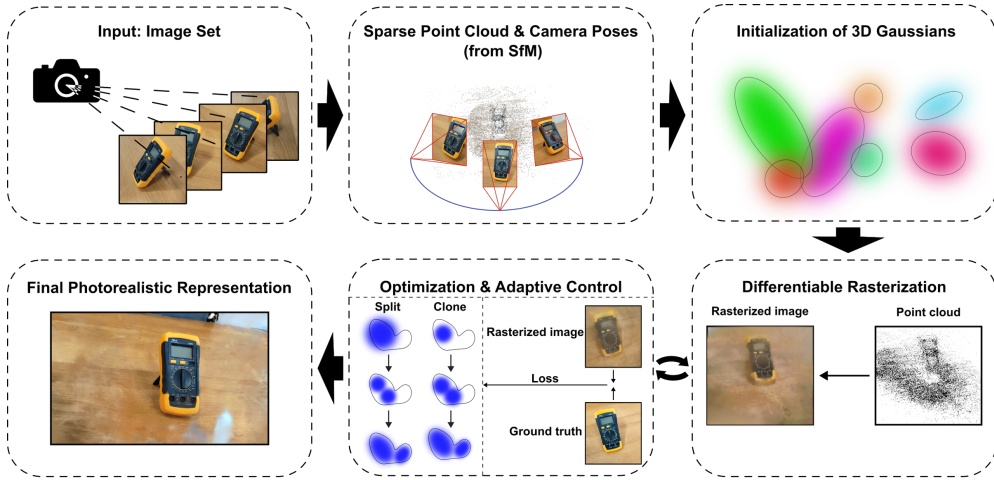 Input: Image Set
Sparse Point Cloud & Camera Poses
(from SfM)
Initialization of 3D Gaussians
Final Photorealistic Representation
Optimization & Adaptive Control
Split
Clone
Rasterized image
Loss
Ground truth
Differentiable Rasterization
Rasterized image
Point cloud